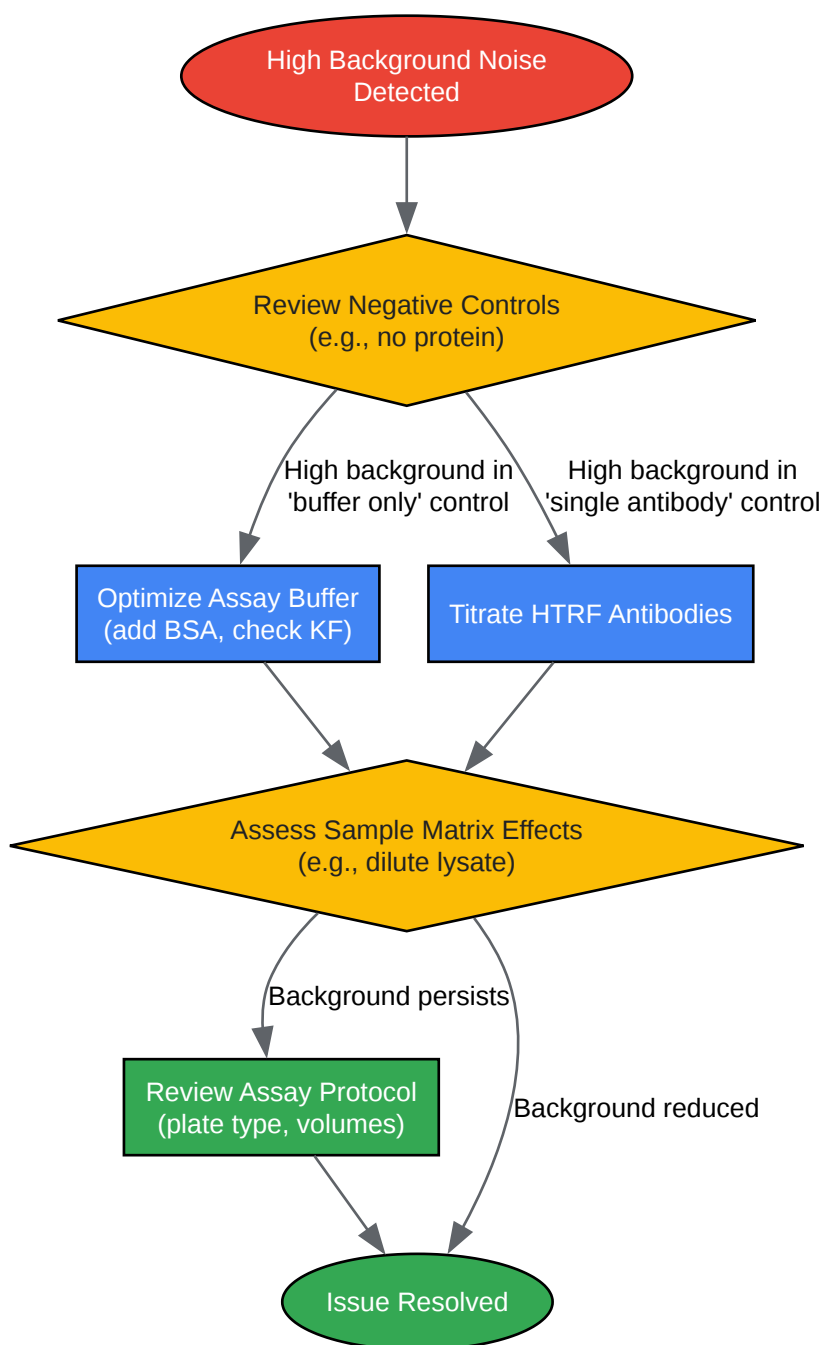 High Background Noise
Detected
Review Negative Controls
(e.g., no protein)
High background in
'buffer only' control
High background in
'single antibody' control
Optimize Assay Buffer
(add BSA, check KF)
Titrate HTRF Antibodies
Assess Sample Matrix Effects
(e.g., dilute lysate)
Background persists
Review Assay Protocol
(plate type, volumes)
Background reduced
Issue Resolved